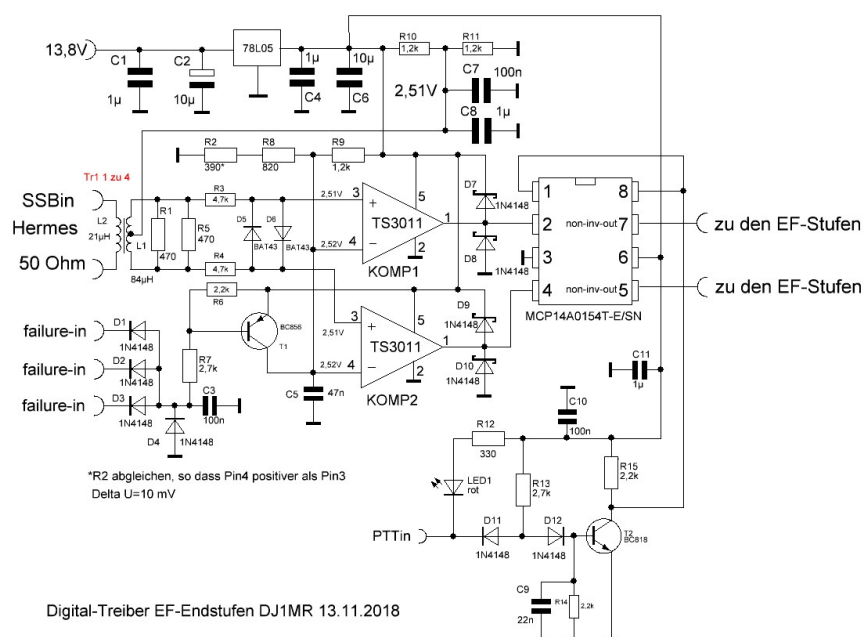 13,8V
C1
1µ
C2
10µ
78L05
1µ
C4
10µ
C6
R10
1,2k
R11
1,2k
C7
100n
2,51V
C8
1µ
R2
390*
R8
820
R9
1,2k
Tr1 1 zu 4
SSBin
Hermes
50 Ohm
L2
21µH
L1
84µH
R1
470
R5
470
R3
4,7k
R4
4,7k
D5
BAT43
D6
BAT43
2,51V
3
+
2,52V
4
–
5
TS3011
1
2
KOMP1
D7
1N4148
D8
1N4148
1
2
3
4
8
non-inv-out 7
6
non-inv-out 5
MCP14A0154T-E/SN
zu den EF-Stufen
zu den EF-Stufen
2,2k
R6
BC856
T1
R7
2,7k
failure-in
failure-in
failure-in
D1
1N4148
D2
1N4148
D3
1N4148
D4
1N4148
C3
100n
2,51V
3
+
2,52V
4
–
5
TS3011
1
2
KOMP2
C5
47n
D9
1N4148
D10
1N4148
C11
1µ
C10
100n
R12
330
LED1
rot
R13
2,7k
R15
2,2k
PTTin
D11
1N4148
D12
1N4148
T2
BC818
C9
22n
R14
2,2k
*R2 abgleichen, so dass Pin4 positiver als Pin3
Delta U=10 mV
Digital-Treiber EF-Endstufen DJ1MR 13.11.2018